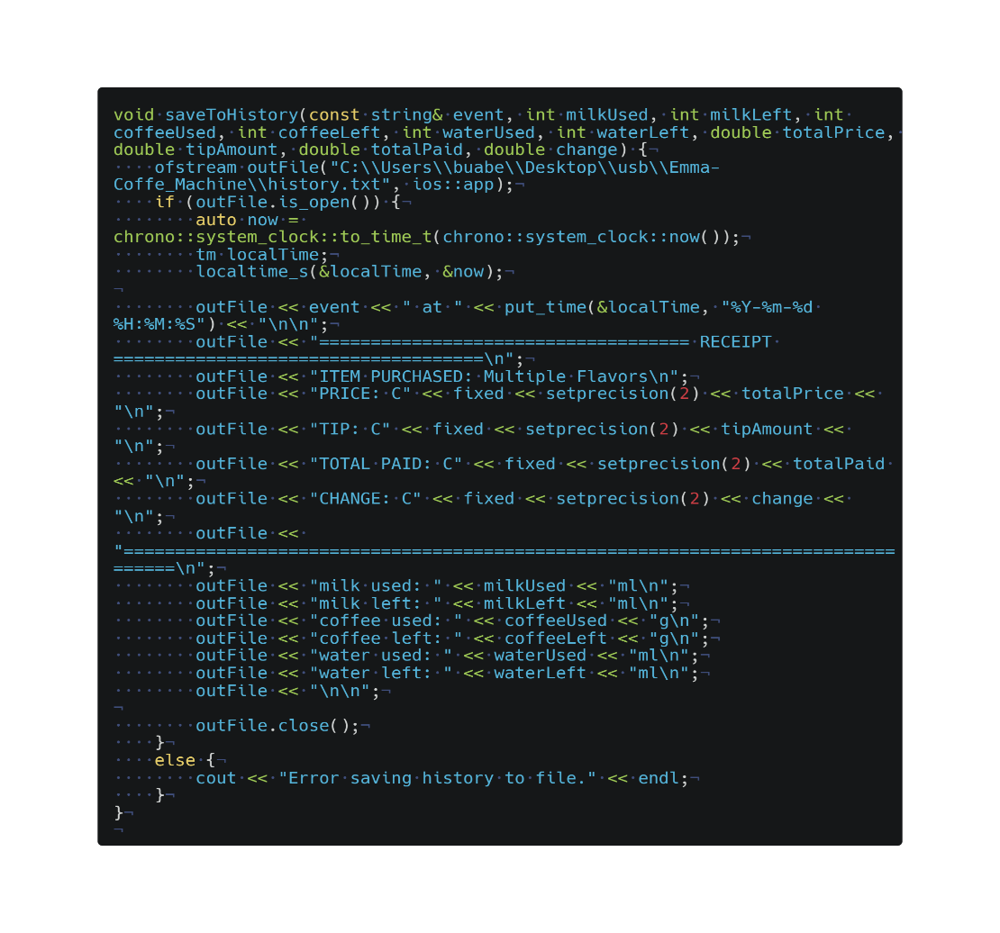 void saveToHistory(const string& event, int milkUsed, int milkLeft, int
coffeeUsed, int coffeeLeft, int waterUsed, int waterLeft, double totalPrice,
double tipAmount, double totalPaid, double change) {
    ofstream outFile("C:\\Users\\buabe\\Desktop\\usb\\Emma-
Coffe_Machine\\history.txt", ios::app);
    if (outFile.is_open()) {
        auto now =
chrono::system_clock::to_time_t(chrono::system_clock::now());
        tm localTime;
        localtime_s(&localTime, &now);

        outFile << event << " at " << put_time(&localTime, "%Y-%m-%d
%H:%M:%S") << "\n\n";
        outFile << "==================================== RECEIPT
====================================\n";
        outFile << "ITEM PURCHASED: Multiple Flavors\n";
        outFile << "PRICE: C" << fixed << setprecision(2) << totalPrice <<
"\n";
        outFile << "TIP: C" << fixed << setprecision(2) << tipAmount <<
"\n";
        outFile << "TOTAL PAID: C" << fixed << setprecision(2) << totalPaid
<< "\n";
        outFile << "CHANGE: C" << fixed << setprecision(2) << change <<
"\n";
        outFile <<
"===========================================================================
======\n";
        outFile << "milk used: " << milkUsed << "ml\n";
        outFile << "milk left: " << milkLeft << "ml\n";
        outFile << "coffee used: " << coffeeUsed << "g\n";
        outFile << "coffee left: " << coffeeLeft << "g\n";
        outFile << "water used: " << waterUsed << "ml\n";
        outFile << "water left: " << waterLeft << "ml\n";
        outFile << "\n\n";

        outFile.close();
    }
    else {
        cout << "Error saving history to file." << endl;
    }
}